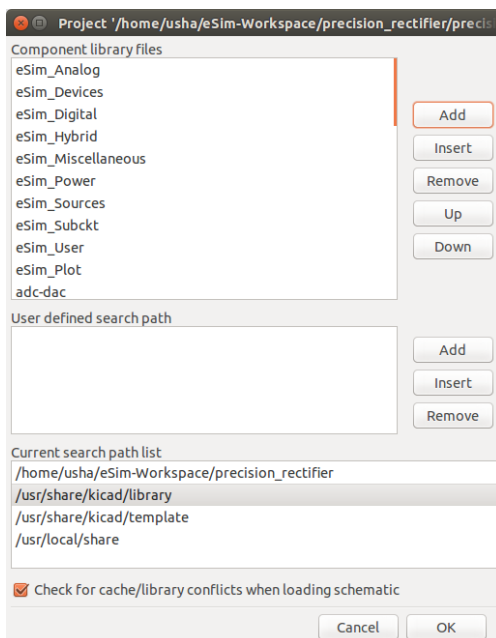 Project '/home/usha/eSim-Workspace/precision_rectifier/precis
Component library files
eSim_Analog
eSim_Devices
eSim_Digital
eSim_Hybrid
eSim_Miscellaneous
eSim_Power
eSim_Sources
eSim_Subckt
eSim_User
eSim_Plot
adc-dac
Add
Insert
Remove
Up
Down
User defined search path
Add
Insert
Remove
Current search path list
/home/usha/eSim-Workspace/precision_rectifier
/usr/share/kicad/library
/usr/share/kicad/template
/usr/local/share
Check for cache/library conflicts when loading schematic
Cancel
OK